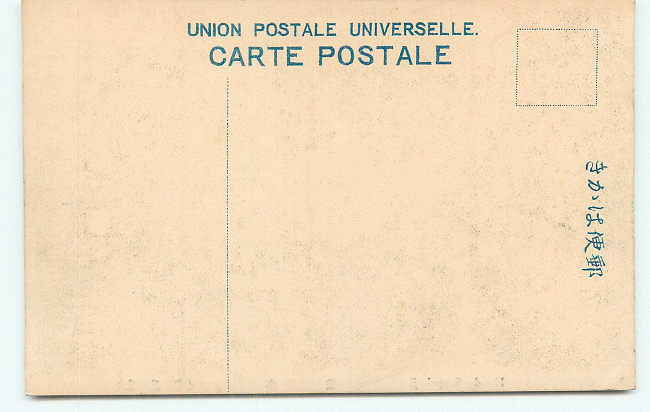 UNION POSTALE UNIVERSELLE.
CARTE POSTALE
郵便はかき